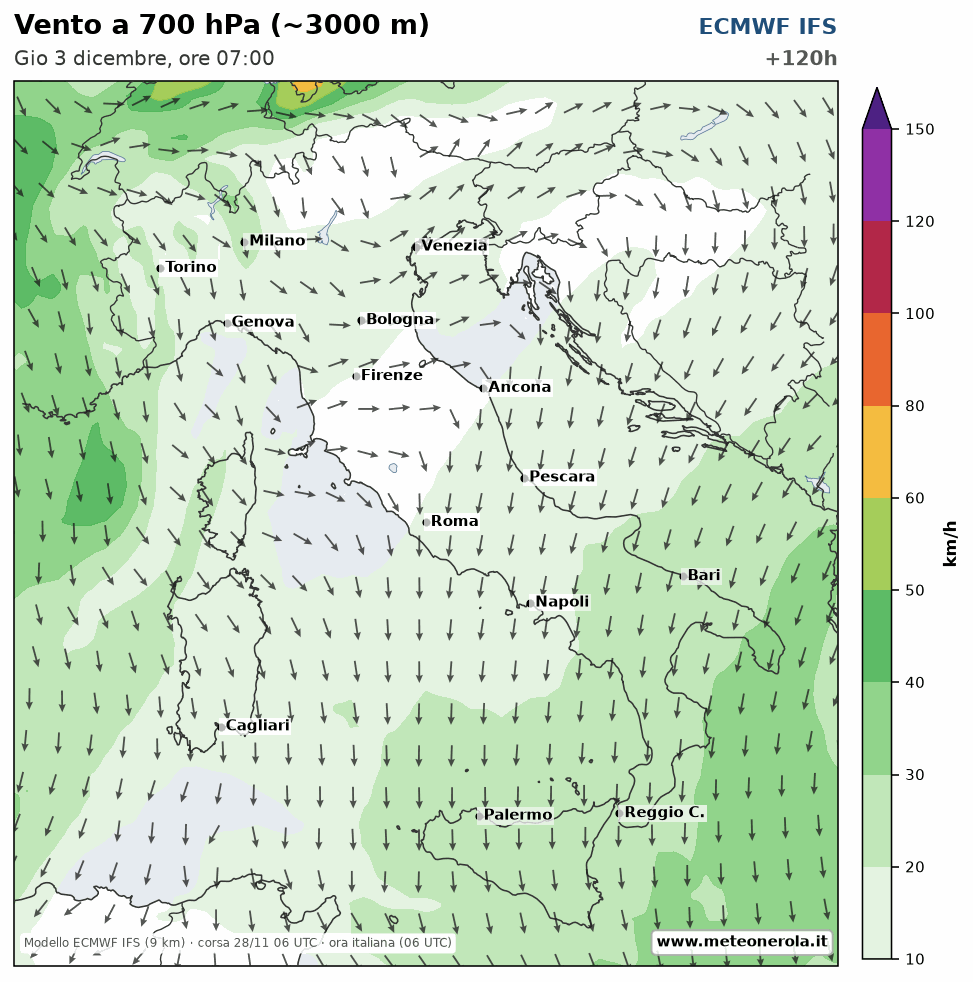 Vento a 700 hPa (~3000 m)
ECMWF IFS
Gio 3 dicembre, ore 07:00
+120h
Milano
Venezia
Torino
Genova
Bologna
Firenze
Ancona
Pescara
Roma
Bari
Napoli
Cagliari
Palermo
Reggio C.
150
120
100
80
60
50
40
30
20
10
km/h
Modello ECMWF IFS (9 km) · corsa 28/11 06 UTC · ora italiana (06 UTC)
www.meteonerola.it